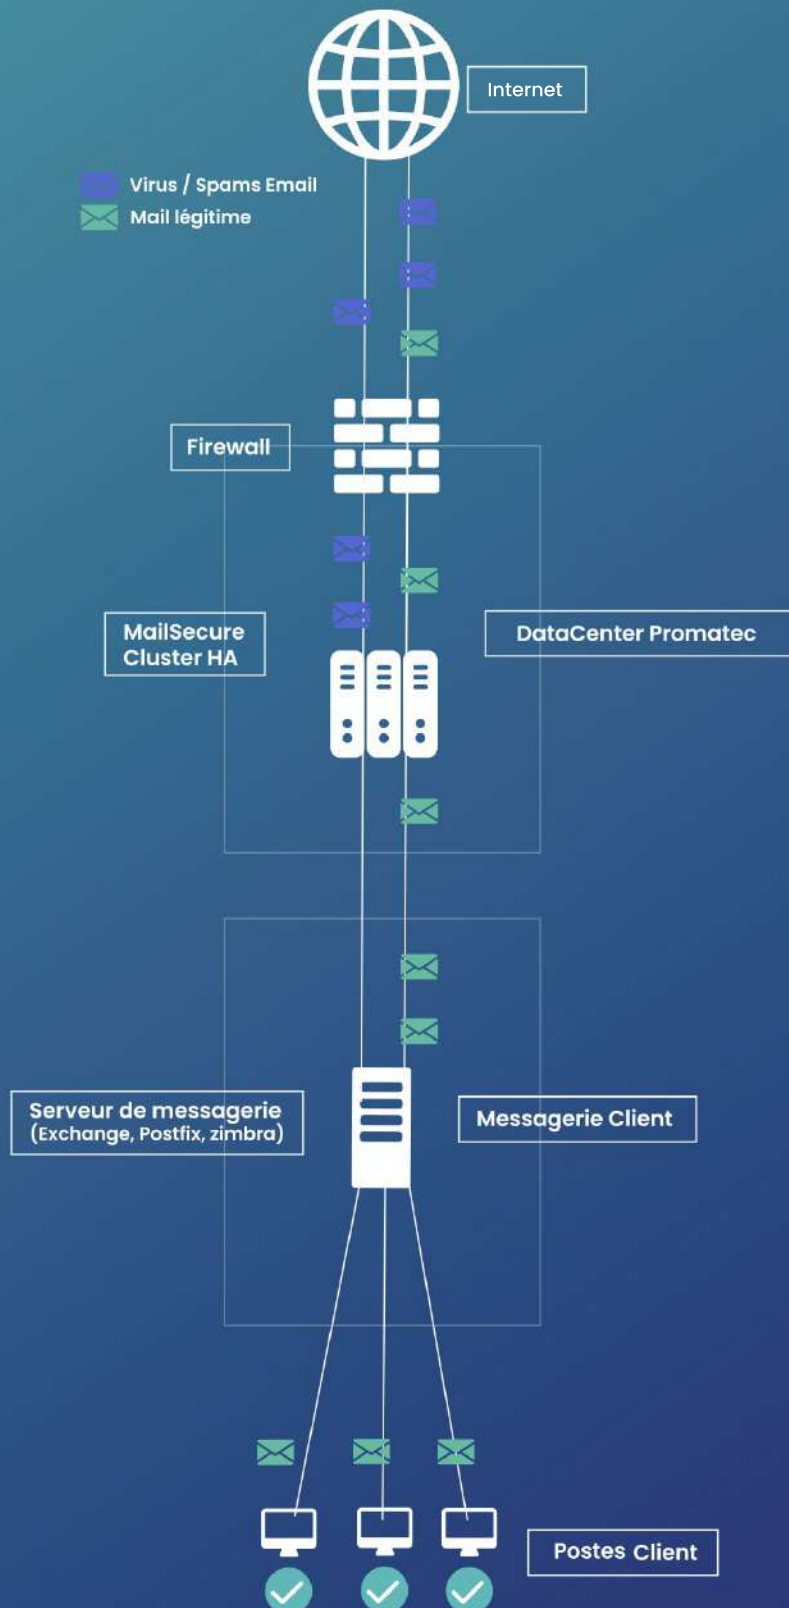 Internet
Virus / Spams Email
Mail légitime
Firewall
MailSecure
Cluster HA
DataCenter Promatec
Serveur de messagerie
(Exchange, Postfix, zimbra)
Messagerie Client
Postes Client